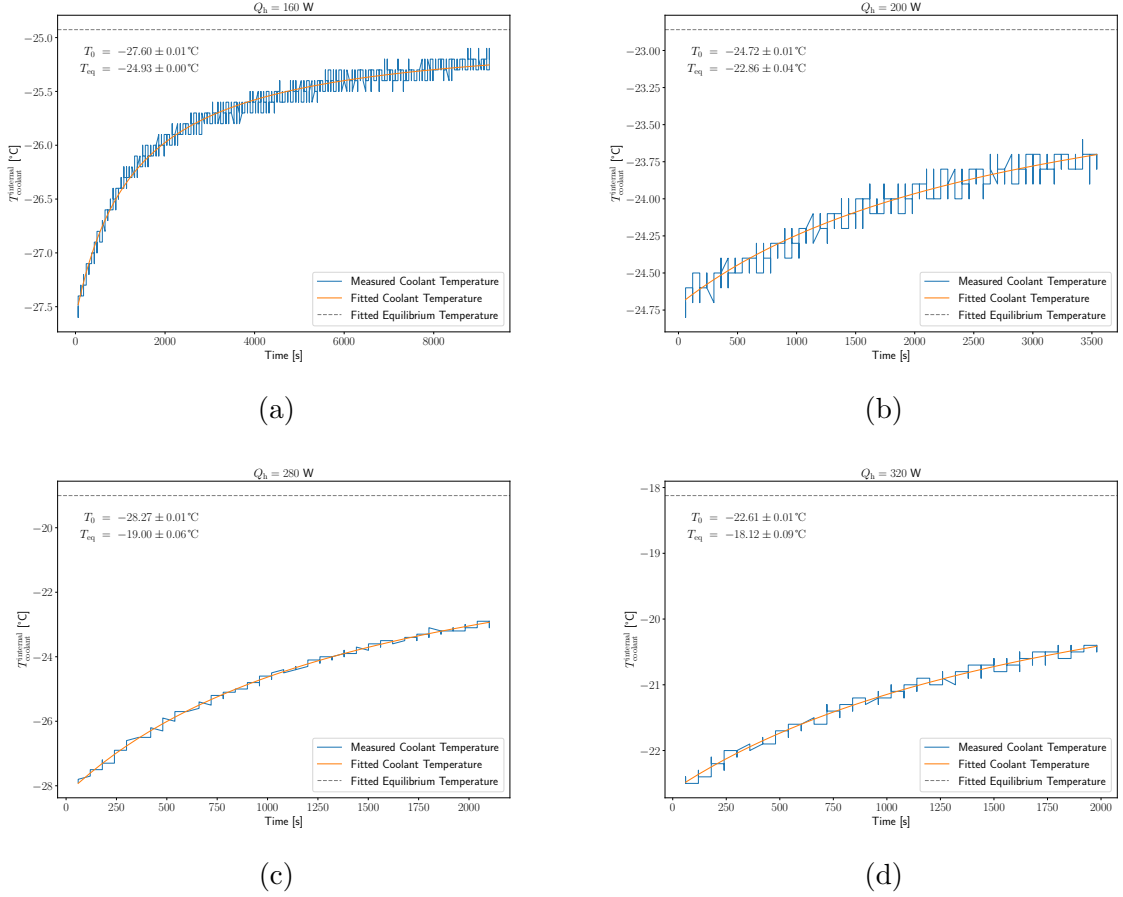 Q_h = 160 W
T_0 = −27.60 ± 0.01°C
T_eq = −24.93 ± 0.00°C
T^internal_coolant [°C]
−25.0
−25.5
−26.0
−26.5
−27.0
−27.5
Measured Coolant Temperature
Fitted Coolant Temperature
Fitted Equilibrium Temperature
0 2000 4000 6000 8000
Time [s]
(a)
Q_h = 200 W
T_0 = −24.72 ± 0.01°C
T_eq = −22.86 ± 0.04°C
T^internal_coolant [°C]
−23.00
−23.25
−23.50
−23.75
−24.00
−24.25
−24.50
−24.75
Measured Coolant Temperature
Fitted Coolant Temperature
Fitted Equilibrium Temperature
0 500 1000 1500 2000 2500 3000 3500
Time [s]
(b)
Q_h = 280 W
T_0 = −28.27 ± 0.01°C
T_eq = −19.00 ± 0.06°C
T^internal_coolant [°C]
−20
−22
−24
−26
−28
Measured Coolant Temperature
Fitted Coolant Temperature
Fitted Equilibrium Temperature
0 250 500 750 1000 1250 1500 1750 2000
Time [s]
(c)
Q_h = 320 W
T_0 = −22.61 ± 0.01°C
T_eq = −18.12 ± 0.09°C
T^internal_coolant [°C]
−18
−19
−20
−21
−22
Measured Coolant Temperature
Fitted Coolant Temperature
Fitted Equilibrium Temperature
0 250 500 750 1000 1250 1500 1750 2000
Time [s]
(d)